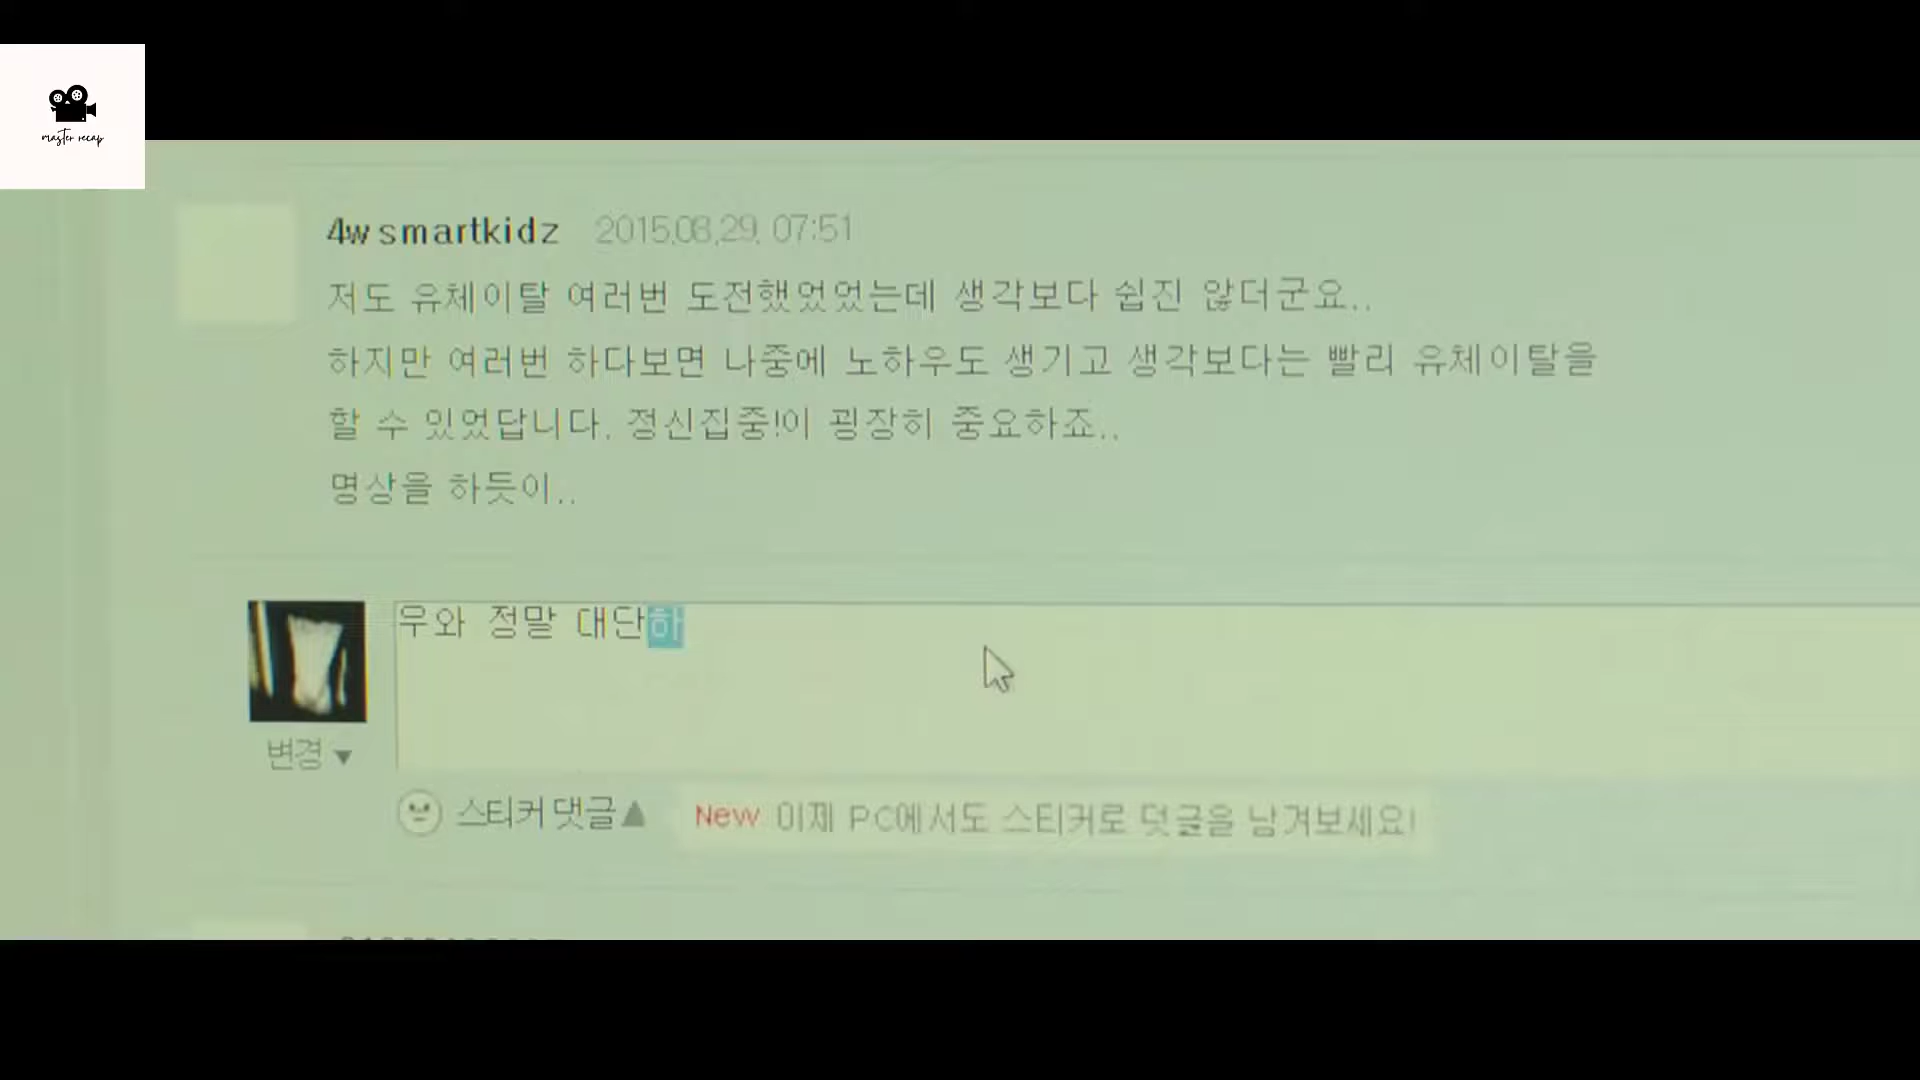 master recap
4wsmartkidz 2015.08.29. 07:51
저도 유체이탈 여러번 도전했었었는데 생각보다 쉽진 않더군요..
하지만 여러번 하다보면 나중에 노하우도 생기고 생각보다는 빨리 유체이탈을
할 수 있었답니다. 정신집중!이 굉장히 중요하죠..
명상을 하듯이..
우와 정말 대단하
변경 ▼
스티커 댓글▲ New 이제 PC에서도 스티커로 덧글을 남겨보세요!